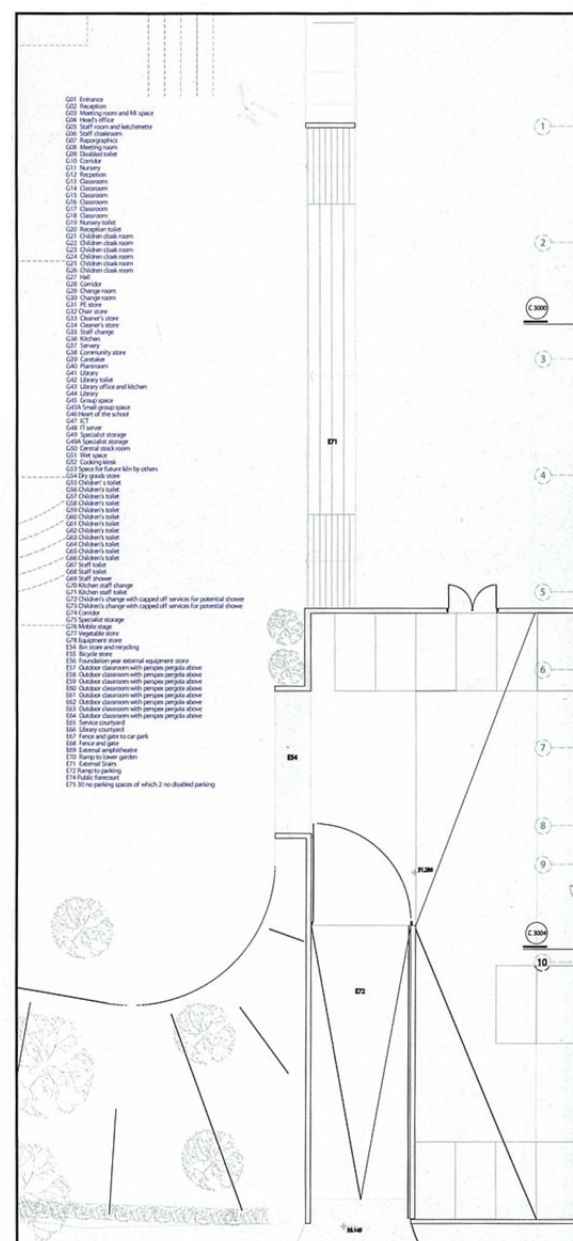 G01 Entrance
G02 Reception
G03 Meeting room and MI space
G04 Head's office
G05 Staff room and ketchenette
G06 Staff cloakroom
G07 Reporgraphics
G08 Meeting room
G09 Disabled toilet
G10 Corridor
G11 Nursery
G12 Recpetion
G13 Classroom
G14 Classroom
G15 Classroom
G16 Classroom
G17 Classroom
G18 Classroom
G19 Nursery toilet
G20 Reception toilet
G21 Children cloak room
G22 Children cloak room
G23 Children cloak room
G24 Children cloak room
G25 Children cloak room
G26 Children cloak room
G27 Hall
G28 Corridor
G29 Change room
G30 Change room
G31 PE store
G32 Chair store
G33 Cleaner's store
G34 Cleaner's store
G35 Staff change
G36 Kitchen
G37 Servery
G38 Community store
G39 Caretaker
G40 Plantroom
G41 Library
G42 Library toilet
G43 Library office and kitchen
G44 Library
G45 Group space
G45A Small group space
G46 Heart of the school
G47 ICT
G48 IT server
G49 Specialist storage
G49A Specialist storage
G50 Central stock room
G51 Wet space
G52 Cooking kiosk
G53 Space for future kiln by others
G54 Dry goods store
G55 Children' s toilet
G56 Children's toilet
G57 Children's toilet
G58 Children's toilet
G59 Children's toilet
G60 Children's toilet
G61 Children's toilet
G62 Children's toilet
G63 Children's toilet
G64 Children's toilet
G65 Children's toilet
G66 Children's toilet
G67 Staff toilet
G68 Staff toilet
G69 Staff shower
G70 Kitchen staff change
G71 Kitchen staff toilet
G72 Children's change with capped off services for potential shower
G73 Children's change with capped off services for potential shower
G74 Corridor
G75 Specialist storage
G76 Mobile stage
G77 Vegetable store
G78 Equipment store
E54 Bin store and recycling
E55 Bicycle store
E56 Foundation year external equipment store
E57 Outdoor classroom with perspex pergola above
E58 Outdoor classroom with perspex pergola above
E59 Outdoor classroom with perspex pergola above
E60 Outdoor classroom with perspex pergola above
E61 Outdoor classroom with perspex pergola above
E62 Outdoor classroom with perspex pergola above
E63 Outdoor classroom with perspex pergola above
E64 Outdoor classroom with perspex pergola above
E65 Service courtyard
E66 Library courtyard
E67 Fence and gate to car park
E68 Fence and gate
E69 External amphitheatre
E70 Ramp to lower garden
E71 External Stairs
E72 Ramp to parking
E74 Public forecourt
E75 30 no parking spaces of which 2 no disabled parking
E71
E54
E72
1
2
C 3000
3
4
5
6
7
8
9
C 3004
10